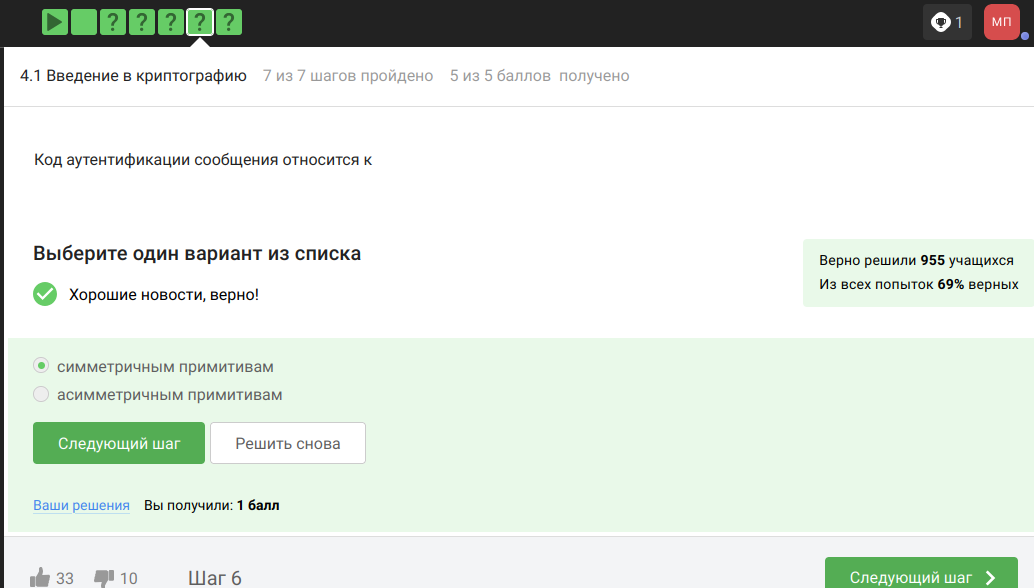 ? ? ? ? ?
1
МП
4.1 Введение в криптографию 7 из 7 шагов пройдено 5 из 5 баллов получено
Код аутентификации сообщения относится к
Выберите один вариант из списка
Верно решили 955 учащихся
Из всех попыток 69% верных
Хорошие новости, верно!
симметричным примитивам
асимметричным примитивам
Следующий шаг Решить снова
Ваши решения Вы получили: 1 балл
33 10 Шаг 6 Следующий шаг